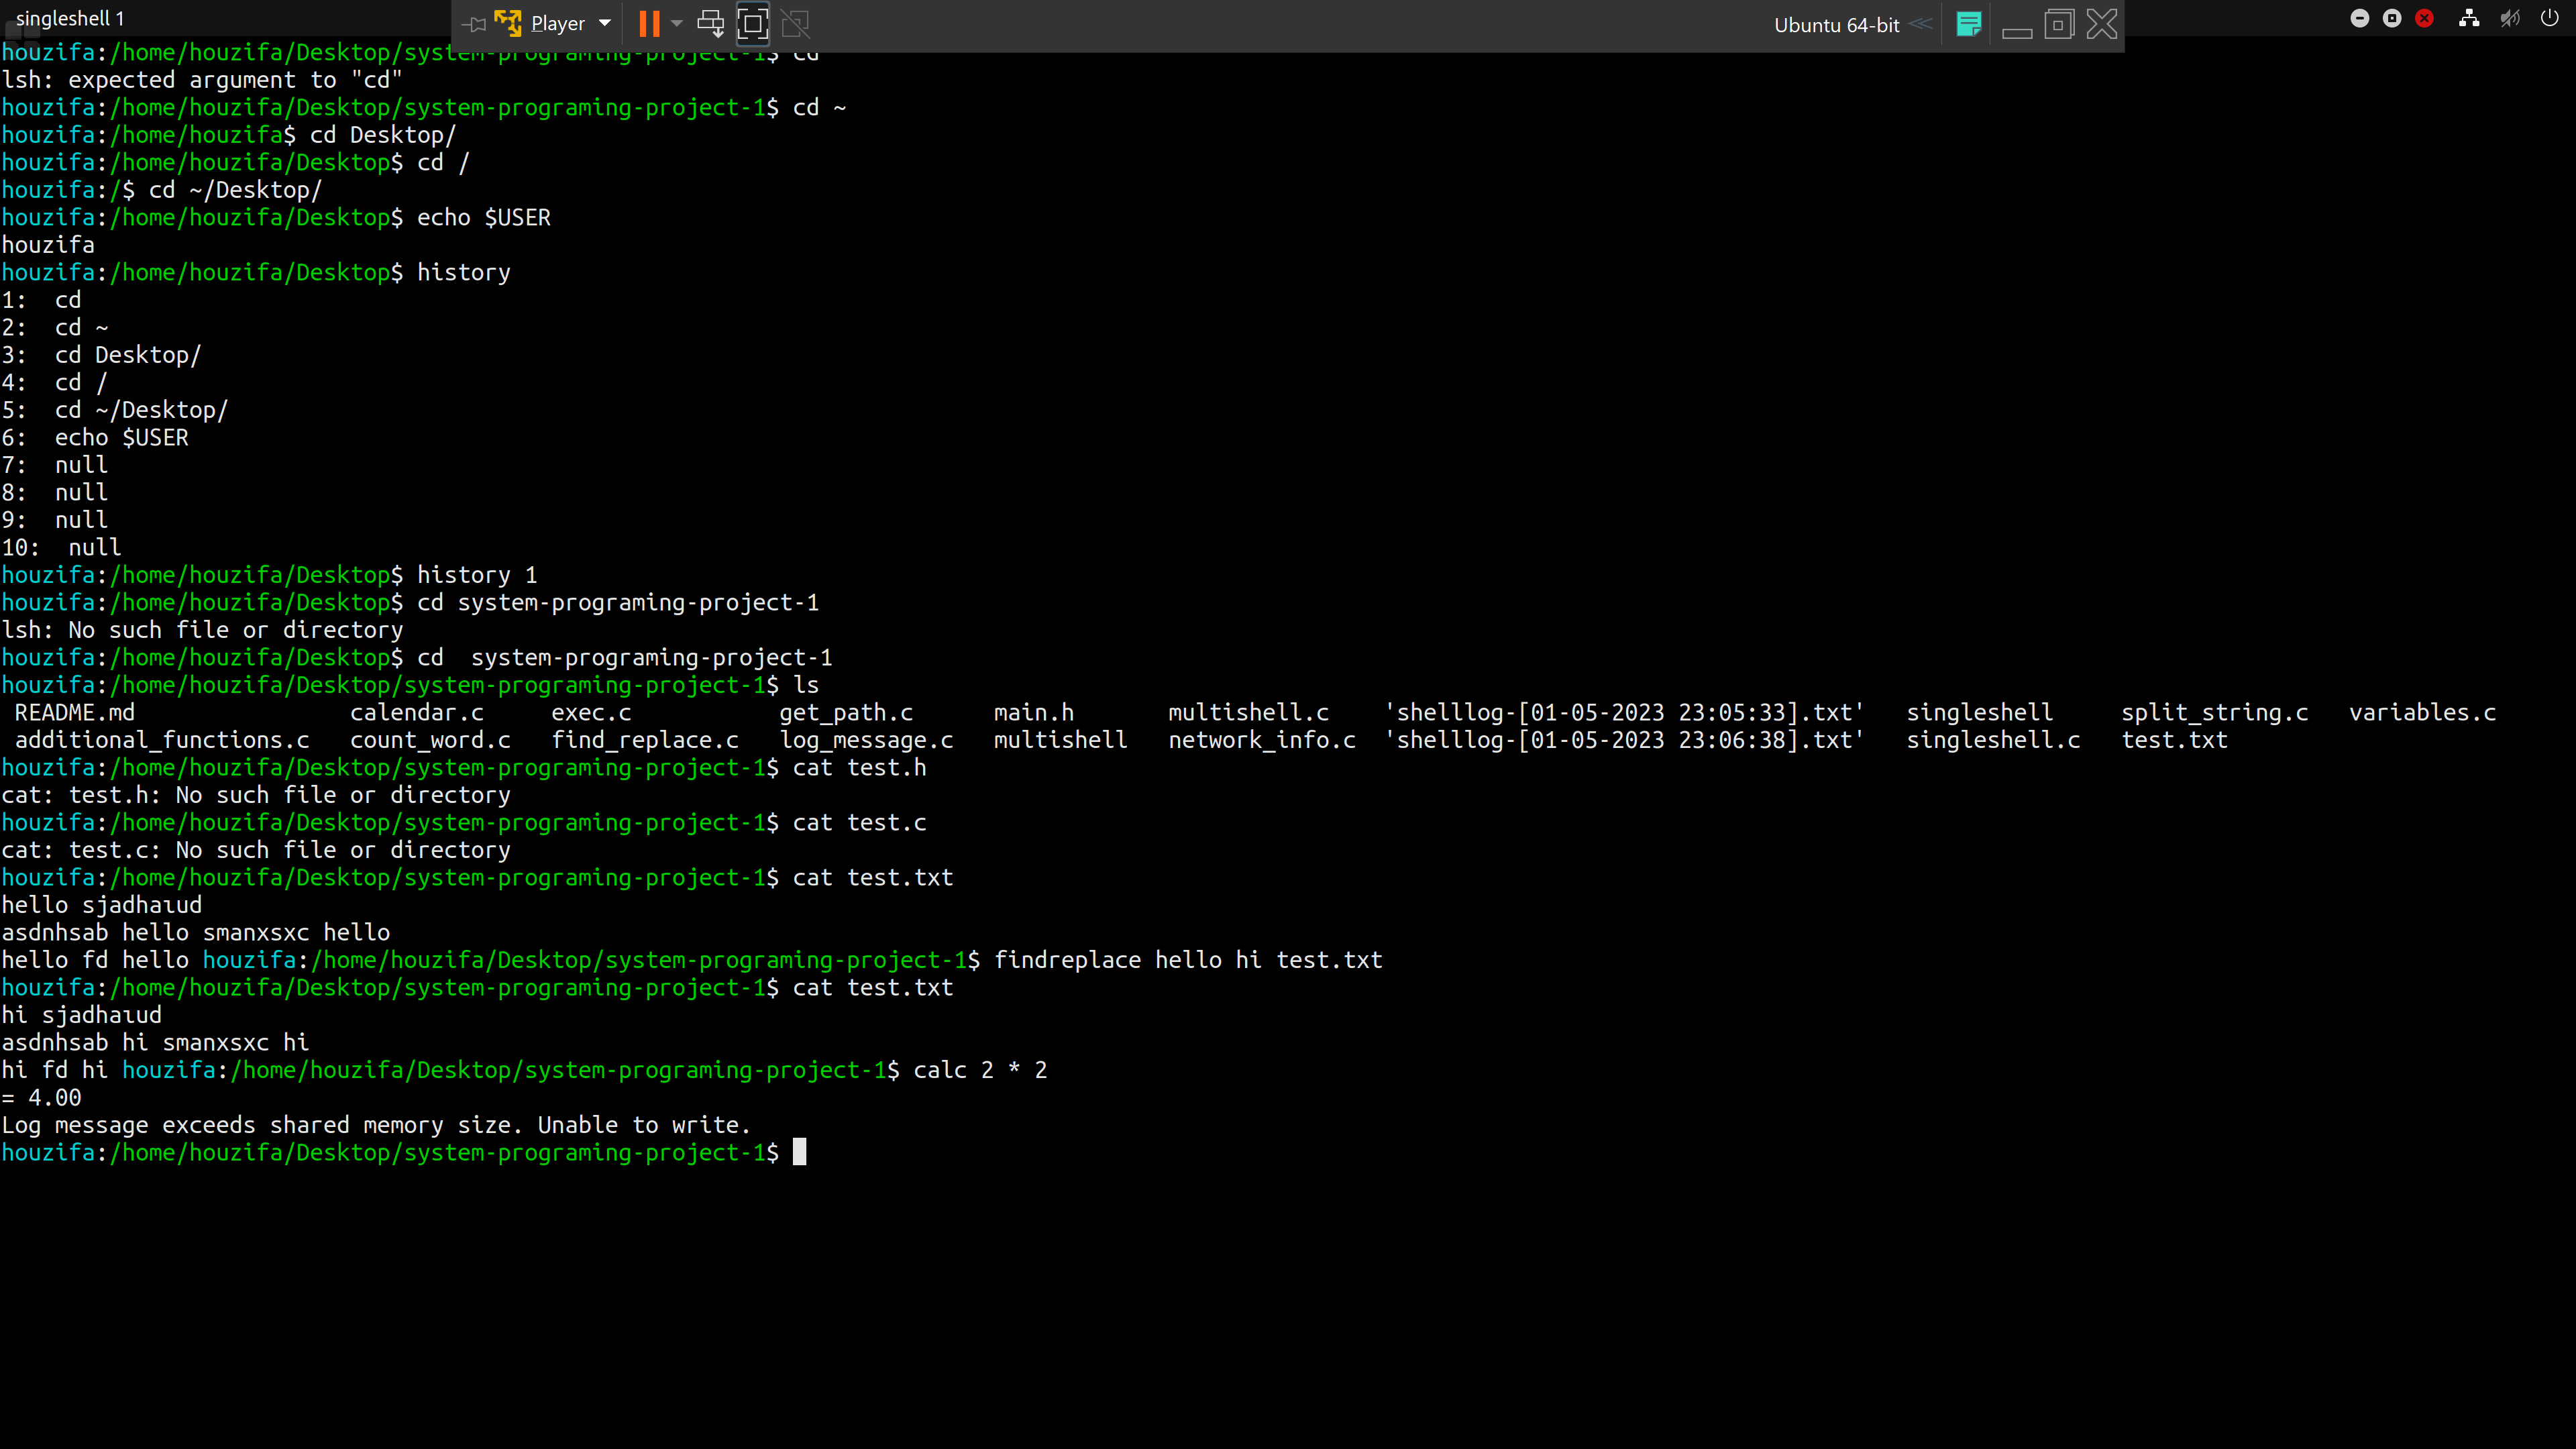 singleshell 1
Player
Ubuntu 64-bit
houzifa:/home/houzifa/Desktop/system-programing-project-1$ cd
lsh: expected argument to "cd"
houzifa:/home/houzifa/Desktop/system-programing-project-1$ cd ~
houzifa:/home/houzifa$ cd Desktop/
houzifa:/home/houzifa/Desktop$ cd /
houzifa:/$ cd ~/Desktop/
houzifa:/home/houzifa/Desktop$ echo $USER
houzifa
houzifa:/home/houzifa/Desktop$ history
1:  cd
2:  cd ~
3:  cd Desktop/
4:  cd /
5:  cd ~/Desktop/
6:  echo $USER
7:  null
8:  null
9:  null
10:  null
houzifa:/home/houzifa/Desktop$ history 1
houzifa:/home/houzifa/Desktop$ cd system-programing-project-1
lsh: No such file or directory
houzifa:/home/houzifa/Desktop$ cd  system-programing-project-1
houzifa:/home/houzifa/Desktop/system-programing-project-1$ ls
README.md calendar.c exec.c get_path.c main.h multishell.c 'shelllog-[01-05-2023 23:05:33].txt' singleshell split_string.c variables.c
additional_functions.c count_word.c find_replace.c log_message.c multishell network_info.c 'shelllog-[01-05-2023 23:06:38].txt' singleshell.c test.txt
houzifa:/home/houzifa/Desktop/system-programing-project-1$ cat test.h
cat: test.h: No such file or directory
houzifa:/home/houzifa/Desktop/system-programing-project-1$ cat test.c
cat: test.c: No such file or directory
houzifa:/home/houzifa/Desktop/system-programing-project-1$ cat test.txt
hello sjadhaıud
asdnhsab hello smanxsxc hello
hello fd hello houzifa:/home/houzifa/Desktop/system-programing-project-1$ findreplace hello hi test.txt
houzifa:/home/houzifa/Desktop/system-programing-project-1$ cat test.txt
hi sjadhaıud
asdnhsab hi smanxsxc hi
hi fd hi houzifa:/home/houzifa/Desktop/system-programing-project-1$ calc 2 * 2
= 4.00
Log message exceeds shared memory size. Unable to write.
houzifa:/home/houzifa/Desktop/system-programing-project-1$